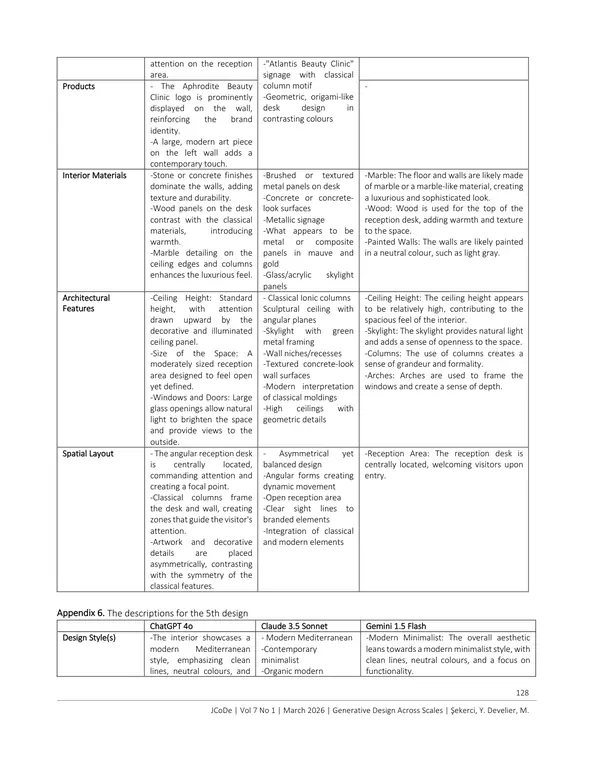 attention on the reception
area.
-"Atlantis Beauty Clinic"
signage with classical
column motif
-Geometric, origami-like
desk design in
contrasting colours
Products
- The Aphrodite Beauty
Clinic logo is prominently
displayed on the wall,
reinforcing the brand
identity.
-A large, modern art piece
on the left wall adds a
contemporary touch.
-
Interior Materials
-Stone or concrete finishes
dominate the walls, adding
texture and durability.
-Wood panels on the desk
contrast with the classical
materials, introducing
warmth.
-Marble detailing on the
ceiling edges and columns
enhances the luxurious feel.
-Brushed or textured
metal panels on desk
-Concrete or concrete-
look surfaces
-Metallic signage
-What appears to be
metal or composite
panels in mauve and
gold
-Glass/acrylic skylight
panels
-Marble: The floor and walls are likely made
of marble or a marble-like material, creating
a luxurious and sophisticated look.
-Wood: Wood is used for the top of the
reception desk, adding warmth and texture
to the space.
-Painted Walls: The walls are likely painted
in a neutral colour, such as light gray.
Architectural
Features
-Ceiling Height: Standard
height, with attention
drawn upward by the
decorative and illuminated
ceiling panel.
-Size of the Space: A
moderately sized reception
area designed to feel open
yet defined.
-Windows and Doors: Large
glass openings allow natural
light to brighten the space
and provide views to the
outside.
- Classical Ionic columns
Sculptural ceiling with
angular planes
-Skylight with green
metal framing
-Wall niches/recesses
-Textured concrete-look
wall surfaces
-Modern interpretation
of classical moldings
-High ceilings with
geometric details
-Ceiling Height: The ceiling height appears
to be relatively high, contributing to the
spacious feel of the interior.
-Skylight: The skylight provides natural light
and adds a sense of openness to the space.
-Columns: The use of columns creates a
sense of grandeur and formality.
-Arches: Arches are used to frame the
windows and create a sense of depth.
Spatial Layout
- The angular reception desk
is centrally located,
commanding attention and
creating a focal point.
-Classical columns frame
the desk and wall, creating
zones that guide the visitor's
attention.
-Artwork and decorative
details are placed
asymmetrically, contrasting
with the symmetry of the
classical features.
- Asymmetrical yet
balanced design
-Angular forms creating
dynamic movement
-Open reception area
-Clear sight lines to
branded elements
-Integration of classical
and modern elements
-Reception Area: The reception desk is
centrally located, welcoming visitors upon
entry.
Appendix 6. The descriptions for the 5th design
ChatGPT 4o
Claude 3.5 Sonnet
Gemini 1.5 Flash
Design Style(s)
-The interior showcases a
modern Mediterranean
style, emphasizing clean
lines, neutral colours, and
- Modern Mediterranean
-Contemporary
minimalist
-Organic modern
-Modern Minimalist: The overall aesthetic
leans towards a modern minimalist style, with
clean lines, neutral colours, and a focus on
functionality.
128
JCoDe | Vol 7 No 1 | March 2026 | Generative Design Across Scales | Şekerci, Y. Develier, M.